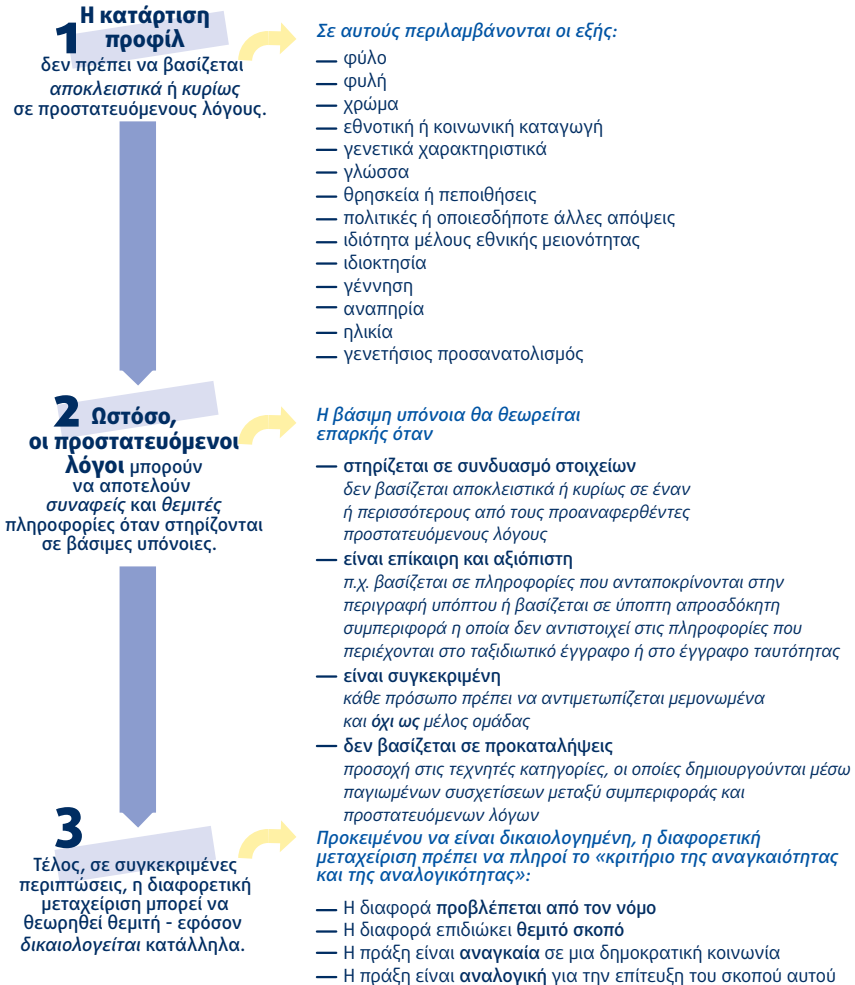 1 Η κατάρτιση
προφίλ
δεν πρέπει να βασίζεται
αποκλειστικά ή κυρίως
σε προστατευόμενους λόγους.
Σε αυτούς περιλαμβάνονται οι εξής:
— φύλο
— φυλή
— χρώμα
— εθνοτική ή κοινωνική καταγωγή
— γενετικά χαρακτηριστικά
— γλώσσα
— θρησκεία ή πεποιθήσεις
— πολιτικές ή οποιεσδήποτε άλλες απόψεις
— ιδιότητα μέλους εθνικής μειονότητας
— ιδιοκτησία
— γέννηση
— αναπηρία
— ηλικία
— γενετήσιος προσανατολισμός
2 Ωστόσο,
οι προστατευόμενοι
λόγοι μπορούν
να αποτελούν
συναφείς και θεμιτές
πληροφορίες όταν στηρίζονται
σε βάσιμες υπόνοιες.
Η βάσιμη υπόνοια θα θεωρείται
επαρκής όταν
— στηρίζεται σε συνδυασμό στοιχείων
δεν βασίζεται αποκλειστικά ή κυρίως σε έναν
ή περισσότερους από τους προαναφερθέντες
προστατευόμενους λόγους
— είναι επίκαιρη και αξιόπιστη
π.χ. βασίζεται σε πληροφορίες που ανταποκρίνονται στην
περιγραφή υπόπτου ή βασίζεται σε ύποπτη απροσδόκητη
συμπεριφορά η οποία δεν αντιστοιχεί στις πληροφορίες που
περιέχονται στο ταξιδιωτικό έγγραφο ή στο έγγραφο ταυτότητας
— είναι συγκεκριμένη
κάθε πρόσωπο πρέπει να αντιμετωπίζεται μεμονωμένα
και όχι ως μέλος ομάδας
— δεν βασίζεται σε προκαταλήψεις
προσοχή στις τεχνητές κατηγορίες, οι οποίες δημιουργούνται μέσω
παγιωμένων συσχετίσεων μεταξύ συμπεριφοράς και
προστατευόμενων λόγων
3
Τέλος, σε συγκεκριμένες
περιπτώσεις, η διαφορετική
μεταχείριση μπορεί να
θεωρηθεί θεμιτή - εφόσον
δικαιολογείται κατάλληλα.
Προκειμένου να είναι δικαιολογημένη, η διαφορετική
μεταχείριση πρέπει να πληροί το «κριτήριο της αναγκαιότητας
και της αναλογικότητας»:
— Η διαφορά προβλέπεται από τον νόμο
— Η διαφορά επιδιώκει θεμιτό σκοπό
— Η πράξη είναι αναγκαία σε μια δημοκρατική κοινωνία
— Η πράξη είναι αναλογική για την επίτευξη του σκοπού αυτού